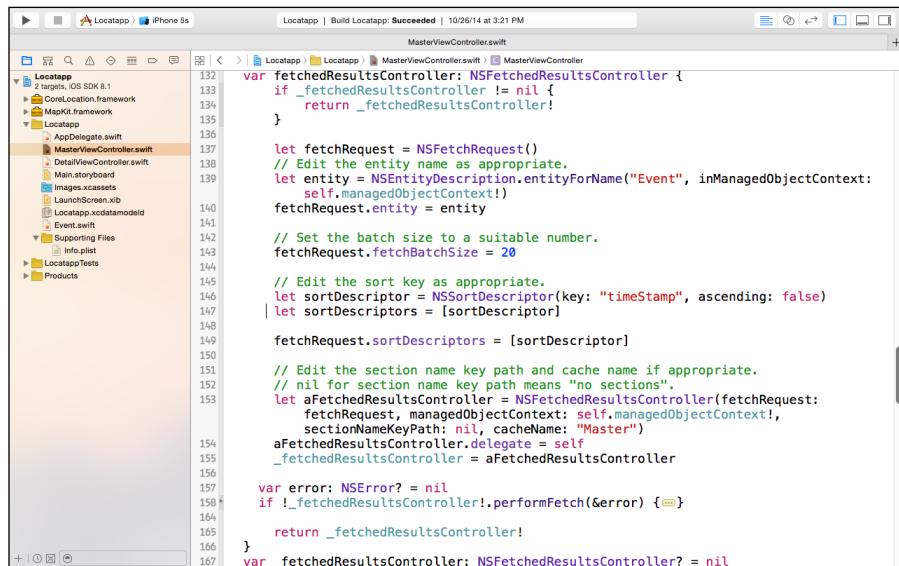 Locatapp › iPhone 5s
Locatapp | Build Locatapp: Succeeded | 10/26/14 at 3:21 PM
MasterViewController.swift
Locatapp › Locatapp › MasterViewController.swift › C MasterViewController
Locatapp
2 targets, iOS SDK 8.1
CoreLocation.framework
MapKit.framework
Locatapp
AppDelegate.swift
MasterViewController.swift
DetailViewController.swift
Main.storyboard
Images.xcassets
LaunchScreen.xib
Locatapp.xcdatamodeld
Event.swift
Supporting Files
Info.plist
LocatappTests
Products
132 var fetchedResultsController: NSFetchedResultsController {
133 if _fetchedResultsController != nil {
134 return _fetchedResultsController!
135 }
136
137 let fetchRequest = NSFetchRequest()
138 // Edit the entity name as appropriate.
139 let entity = NSEntityDescription.entityForName("Event", inManagedObjectContext:
self.managedObjectContext!)
140 fetchRequest.entity = entity
141
142 // Set the batch size to a suitable number.
143 fetchRequest.fetchBatchSize = 20
144
145 // Edit the sort key as appropriate.
146 let sortDescriptor = NSSortDescriptor(key: "timeStamp", ascending: false)
147 let sortDescriptors = [sortDescriptor]
148
149 fetchRequest.sortDescriptors = [sortDescriptor]
150
151 // Edit the section name key path and cache name if appropriate.
152 // nil for section name key path means "no sections".
153 let aFetchedResultsController = NSFetchedResultsController(fetchRequest:
fetchRequest, managedObjectContext: self.managedObjectContext!,
sectionNameKeyPath: nil, cacheName: "Master")
154 aFetchedResultsController.delegate = self
155 _fetchedResultsController = aFetchedResultsController
156
157 var error: NSError? = nil
158 if !_fetchedResultsController!.performFetch(&error) {...}
164
165 return _fetchedResultsController!
166 }
167 var _fetchedResultsController: NSFetchedResultsController? = nil